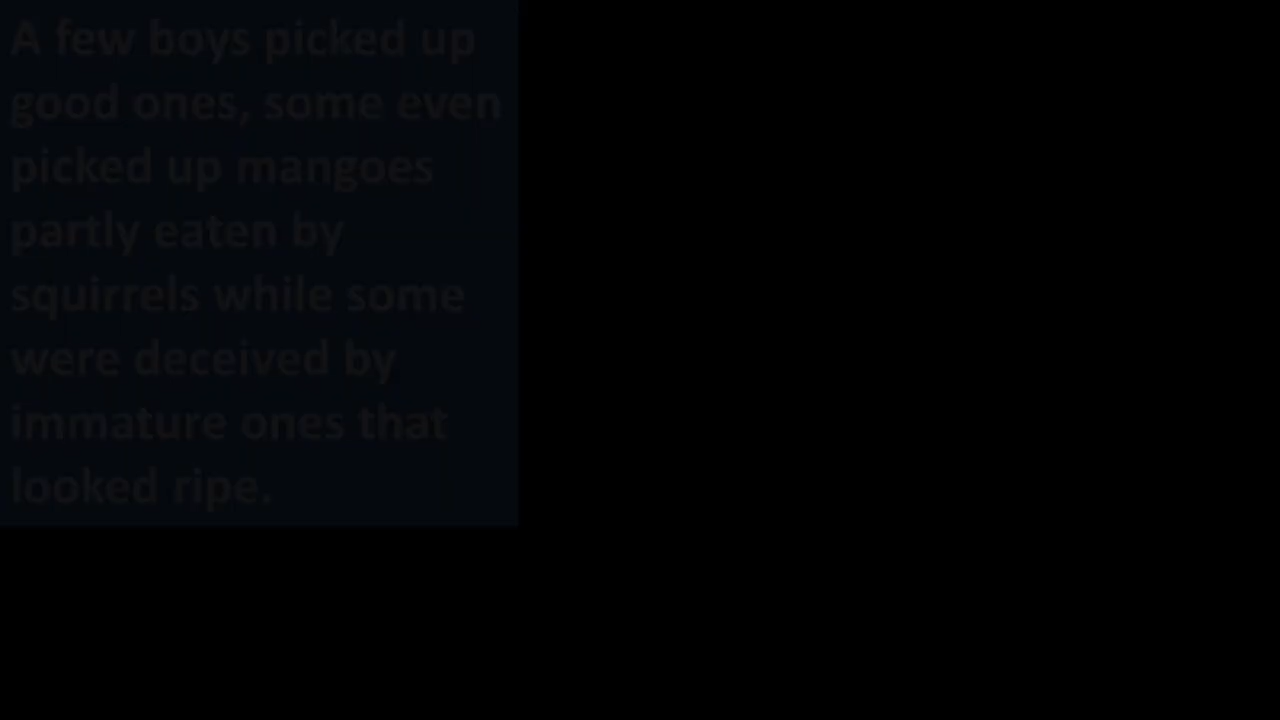 A few boys picked up
good ones, some even
picked up mangoes
partly eaten by
squirrels while some
were deceived by
immature ones that
looked ripe.